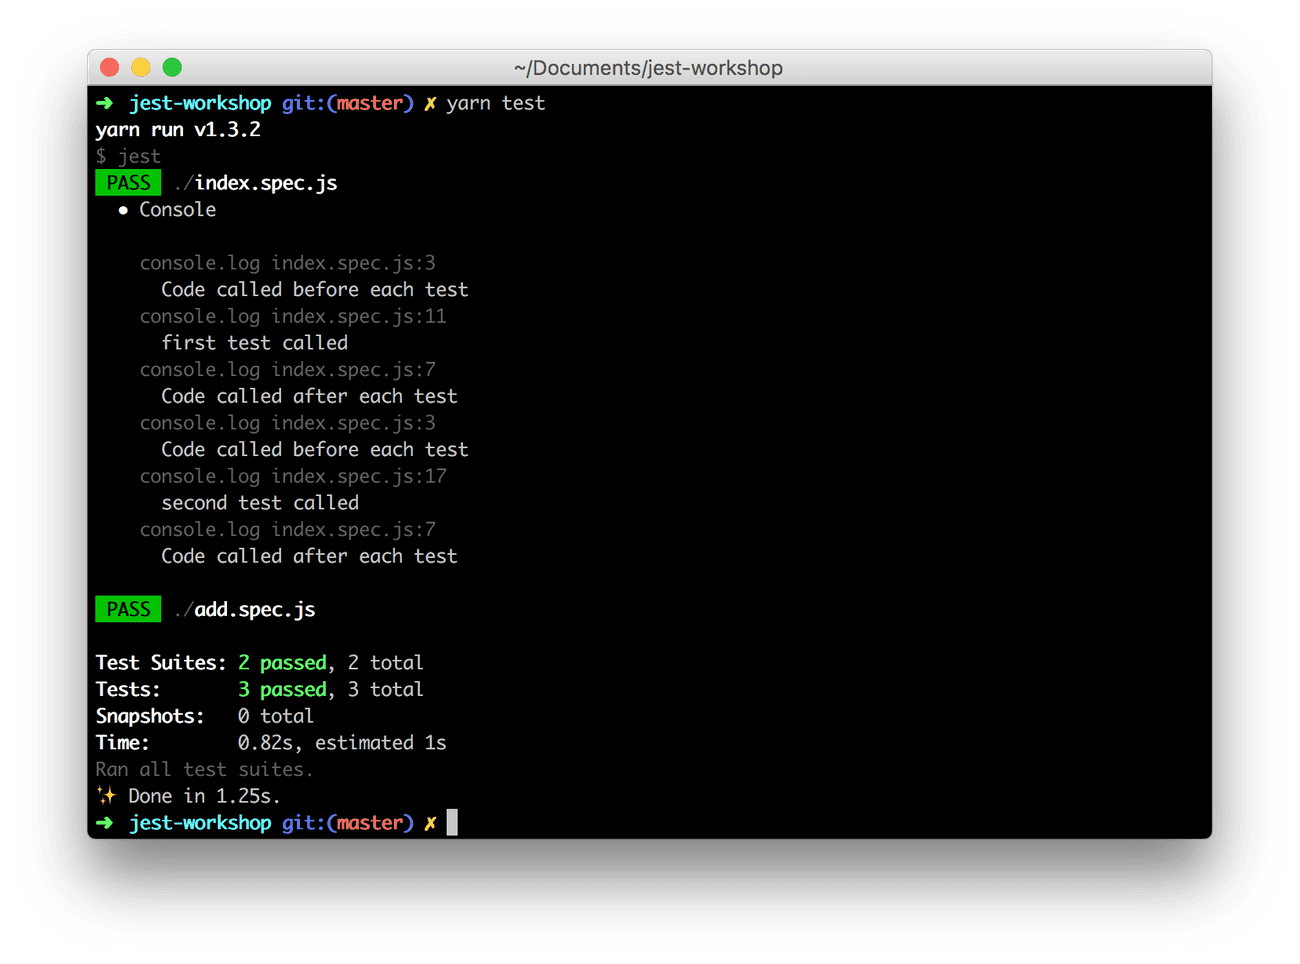 ~/Documents/jest-workshop
➜ jest-workshop git:(master) ✗ yarn test
yarn run v1.3.2
$ jest
PASS ./index.spec.js
● Console
console.log index.spec.js:3
Code called before each test
console.log index.spec.js:11
first test called
console.log index.spec.js:7
Code called after each test
console.log index.spec.js:3
Code called before each test
console.log index.spec.js:17
second test called
console.log index.spec.js:7
Code called after each test
PASS ./add.spec.js
Test Suites: 2 passed, 2 total
Tests: 3 passed, 3 total
Snapshots: 0 total
Time: 0.82s, estimated 1s
Ran all test suites.
✨ Done in 1.25s.
➜ jest-workshop git:(master) ✗